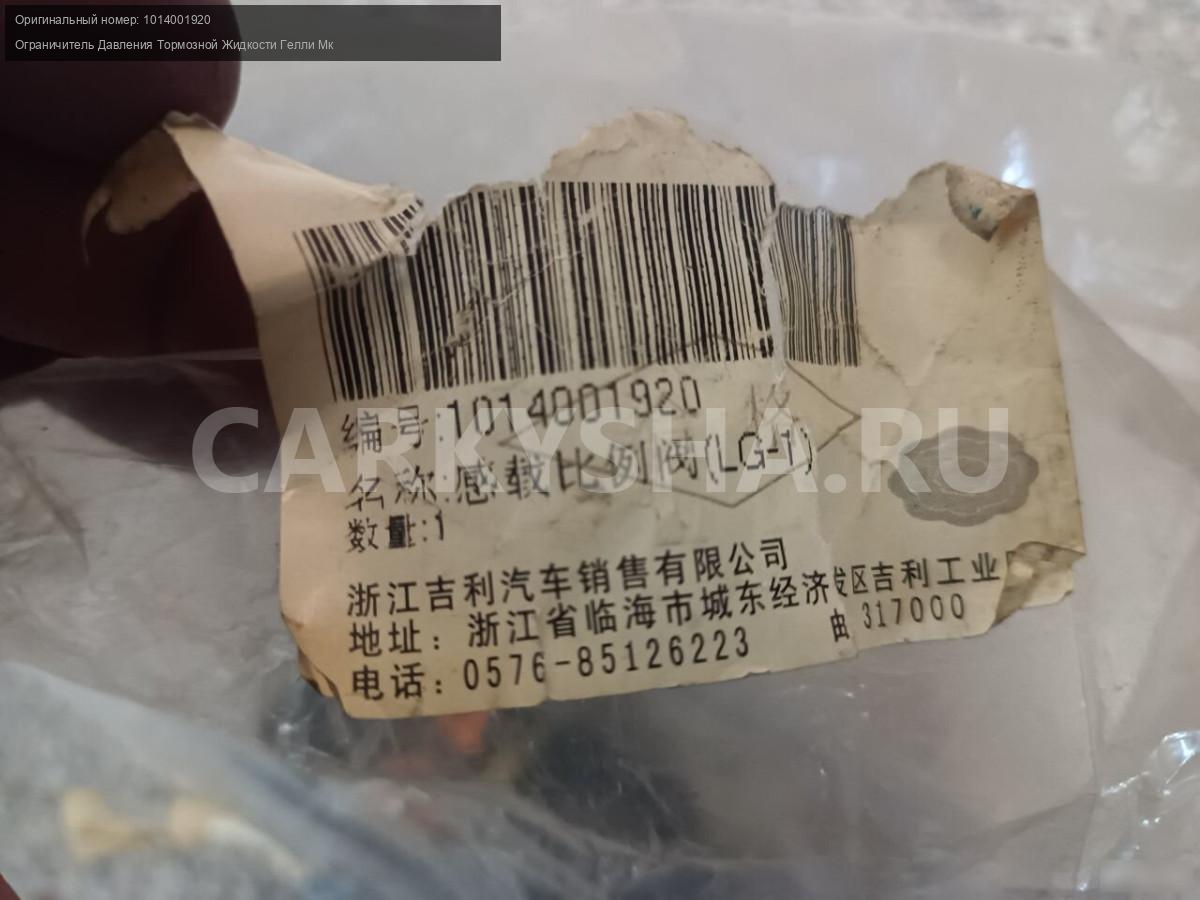 Оригинальный номер: 1014001920
Ограничитель Давления Тормозной Жидкости Гелли Мк
编号:1014001920
名称:感载比例阀(LG-1)
数量:1
CARKYSHA.RU
浙江吉利汽车销售有限公司
地址：浙江省临海市城东经济发区吉利工业
电话：0576-85126223 317000